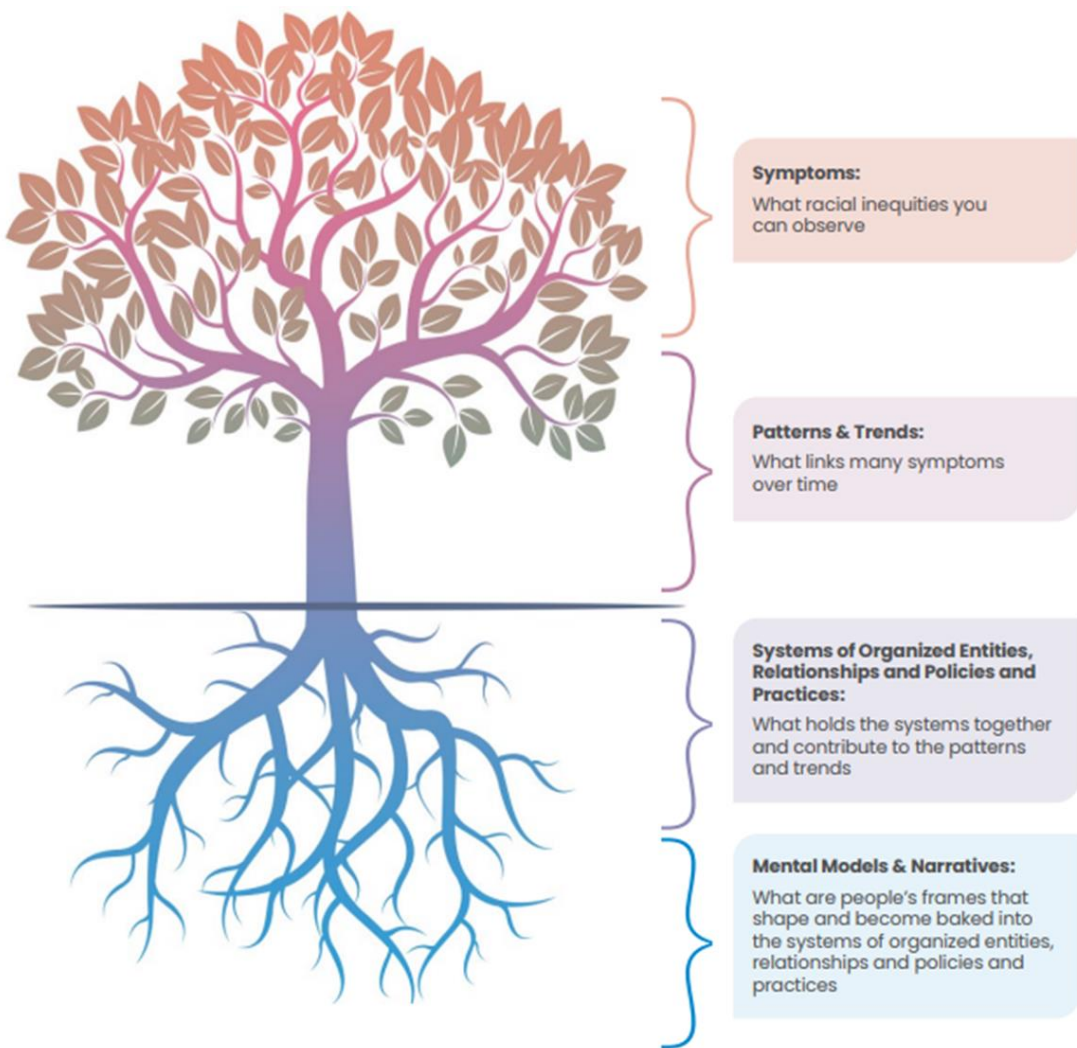 Symptoms:
What racial inequities you
can observe
Patterns & Trends:
What links many symptoms
over time
Systems of Organized Entities,
Relationships and Policies and
Practices:
What holds the systems together
and contribute to the patterns
and trends
Mental Models & Narratives:
What are people’s frames that
shape and become baked into
the systems of organized entities,
relationships and policies and
practices